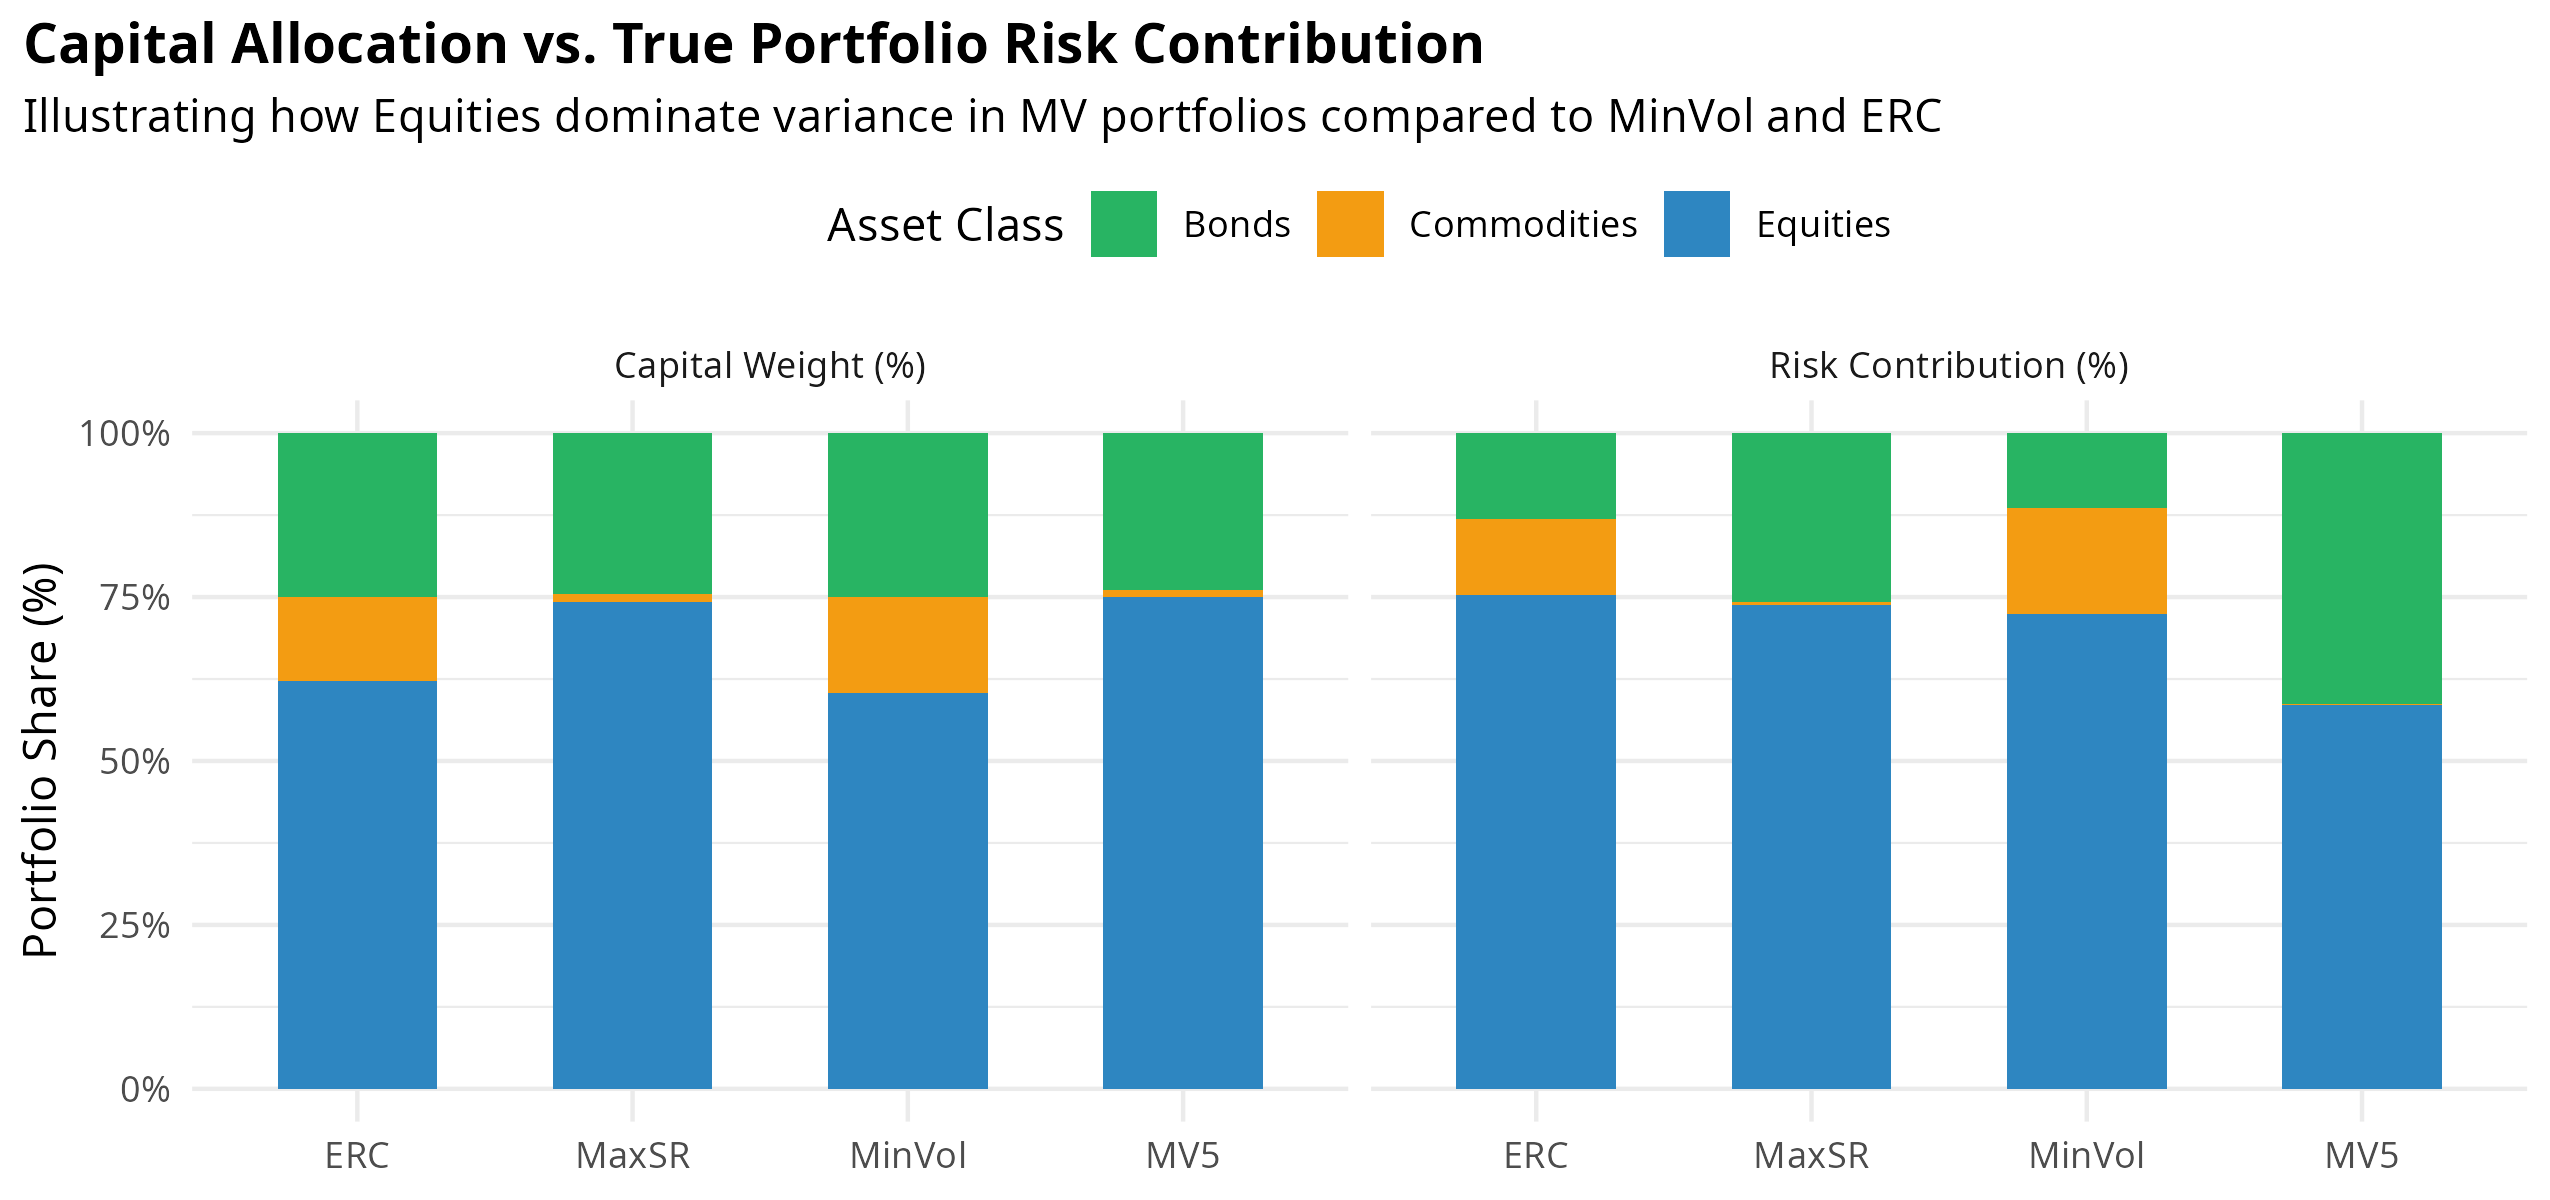 Capital Allocation vs. True Portfolio Risk Contribution
Illustrating how Equities dominate variance in MV portfolios compared to MinVol and ERC
Asset Class Bonds Commodities Equities
Capital Weight (%) Risk Contribution (%)
Portfolio Share (%)
100%
75%
50%
25%
0%
ERC MaxSR MinVol MV5 ERC MaxSR MinVol MV5